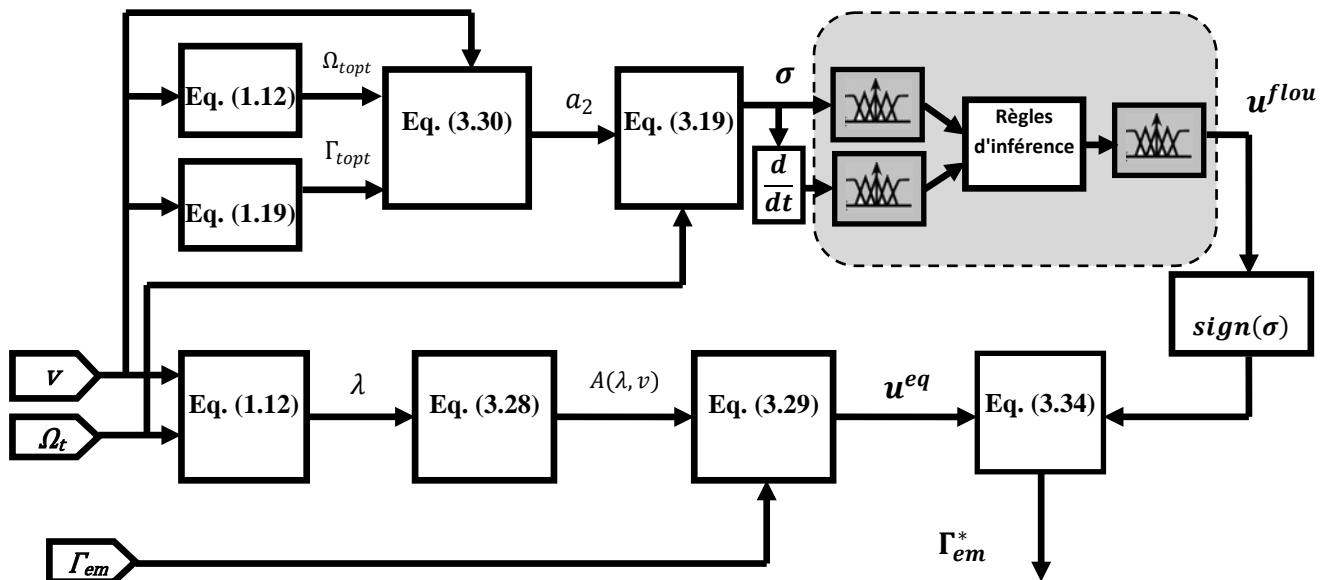 Ω_topt
Eq. (1.12)
Γ_topt
Eq. (1.19)
Eq. (3.30)
a_2
Eq. (3.19)
σ
d
dt
Règles
d'inférence
u^flou
sign(σ)
v
Ω_t
Eq. (1.12)
λ
Eq. (3.28)
A(λ, v)
Eq. (3.29)
u^eq
Eq. (3.34)
Γ_em
Γ*_em